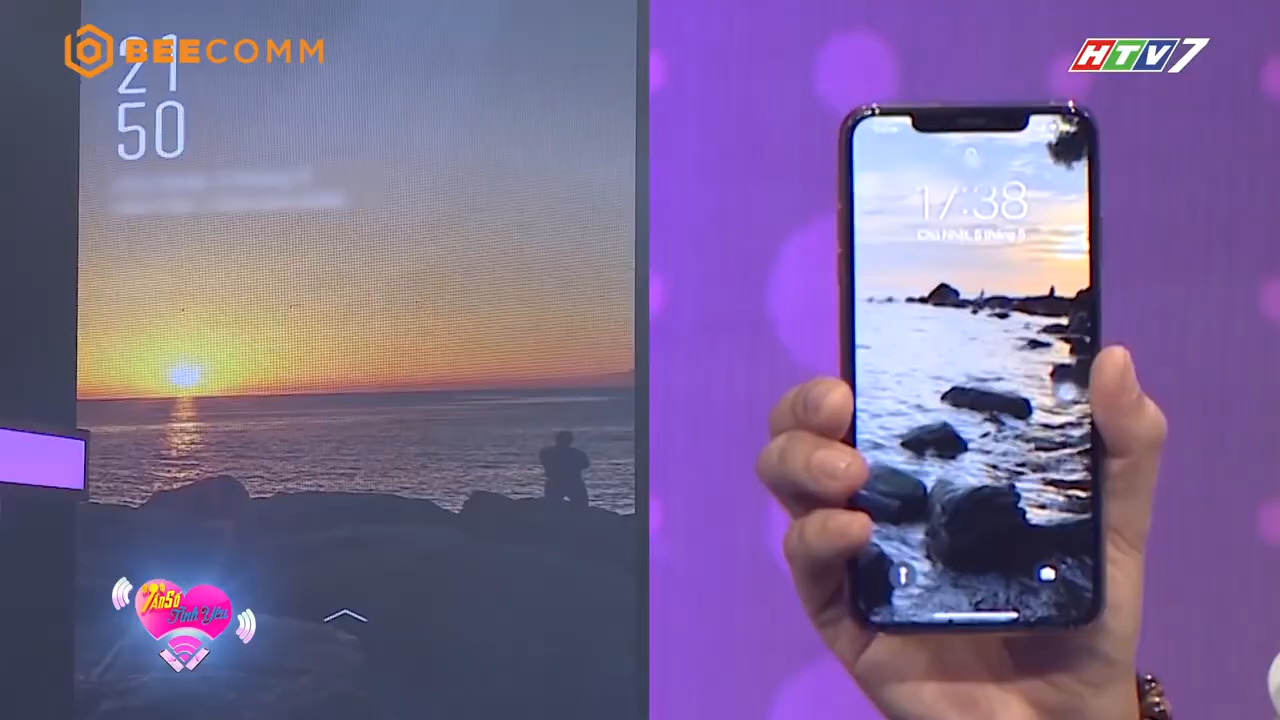 BEECOMM
21
50
HTV7
17:38
Chủ Nhật, 5 tháng 5
Tần Số
Tình Yêu